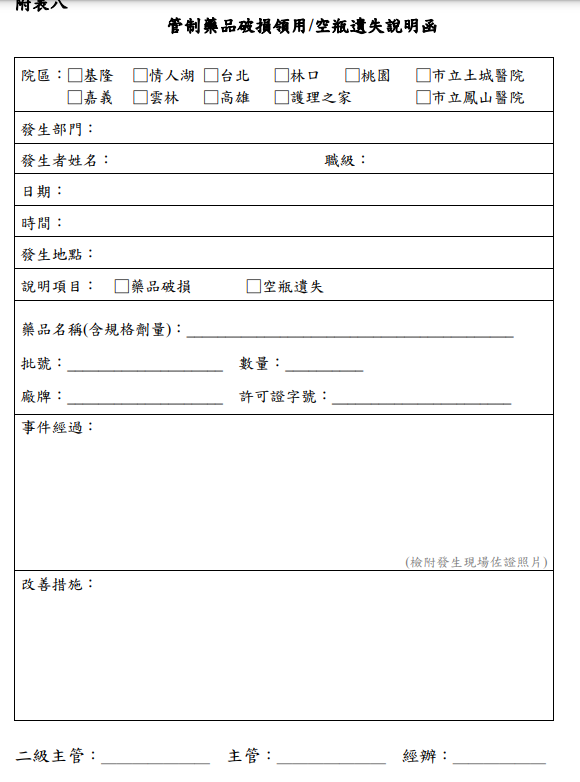 附表八
管制藥品破損領用/空瓶遺失說明函
院區：□基隆 □情人湖 □台北 □林口 □桃園 □市立土城醫院
□嘉義 □雲林 □高雄 □護理之家 □市立鳳山醫院
發生部門：
發生者姓名： 職級：
日期：
時間：
發生地點：
說明項目： □藥品破損 □空瓶遺失
藥品名稱(含規格劑量)：__________________________________________
批號：____________________ 數量：__________
廠牌：____________________ 許可證字號：_______________________
事件經過：
(檢附發生現場佐證照片)
改善措施：
二級主管：______________ 主管：______________ 經辦：____________